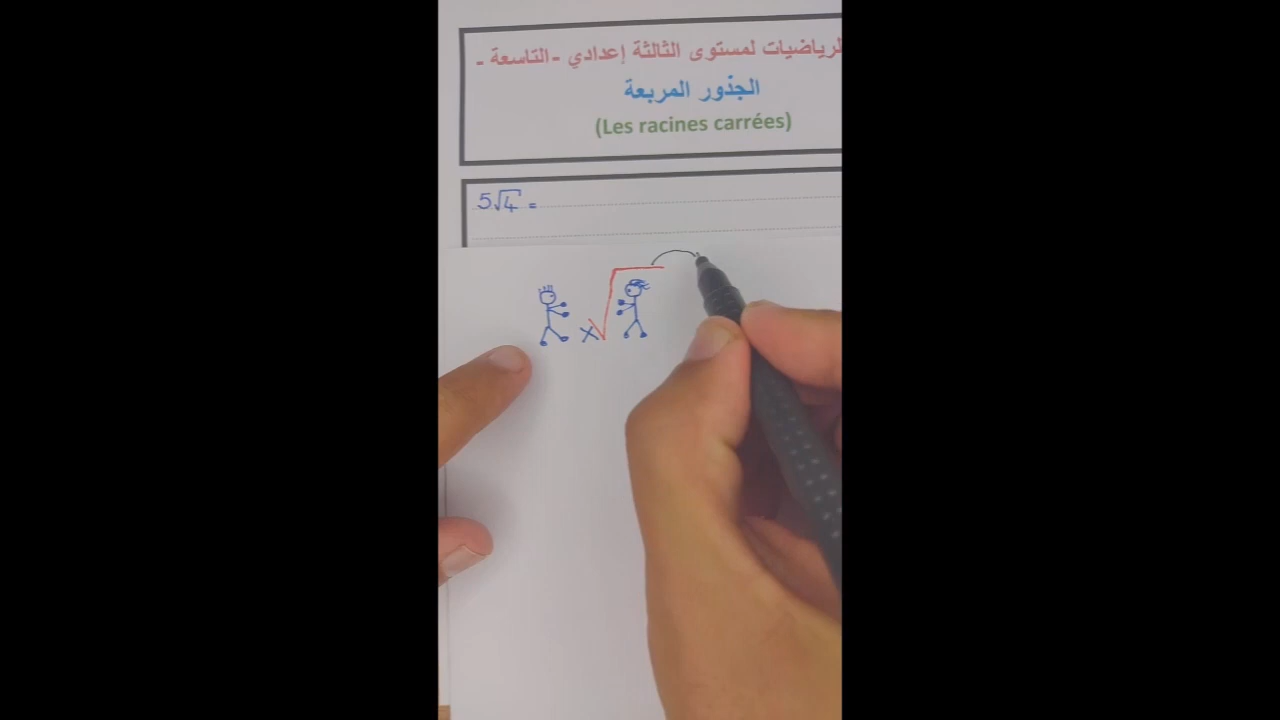 الرياضيات لمستوى الثالثة إعدادي - التاسعة -
الجذور المربعة
(Les racines carrées)
5√4 =
×√